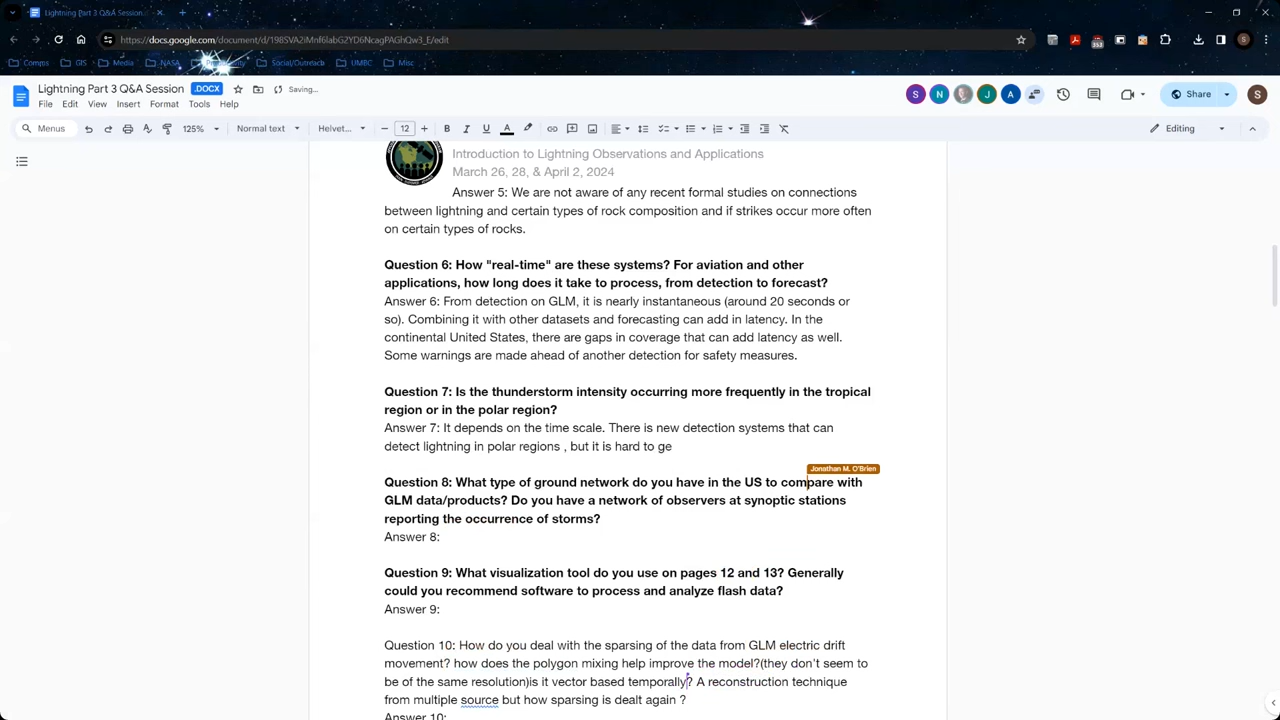 Lightning Part 3 Q&A Session
https://docs.google.com/document/d/198SVA2iMnf6labGZYD6NcagPAGhQw3_E/edit
Comps GIS Media NASA Social/Outreach UMBC Misc
353
Lightning Part 3 Q&A Session .DOCX Saving...
S N J A Share S
File Edit View Insert Format Tools Help
Menus 125% Normal text Helvet... 12 Editing
Introduction to Lightning Observations and Applications
March 26, 28, & April 2, 2024
Answer 5: We are not aware of any recent formal studies on connections
between lightning and certain types of rock composition and if strikes occur more often
on certain types of rocks.
Question 6: How "real-time" are these systems? For aviation and other
applications, how long does it take to process, from detection to forecast?
Answer 6: From detection on GLM, it is nearly instantaneous (around 20 seconds or
so). Combining it with other datasets and forecasting can add in latency. In the
continental United States, there are gaps in coverage that can add latency as well.
Some warnings are made ahead of another detection for safety measures.
Question 7: Is the thunderstorm intensity occurring more frequently in the tropical
region or in the polar region?
Answer 7: It depends on the time scale. There is new detection systems that can
detect lightning in polar regions , but it is hard to ge
Jonathan M. O'Brien
Question 8: What type of ground network do you have in the US to compare with
GLM data/products? Do you have a network of observers at synoptic stations
reporting the occurrence of storms?
Answer 8:
Question 9: What visualization tool do you use on pages 12 and 13? Generally
could you recommend software to process and analyze flash data?
Answer 9:
Question 10: How do you deal with the sparsing of the data from GLM electric drift
movement? how does the polygon mixing help improve the model?(they don't seem to
be of the same resolution)is it vector based temporally? A reconstruction technique
from multiple source but how sparsing is dealt again ?
Answer 10: